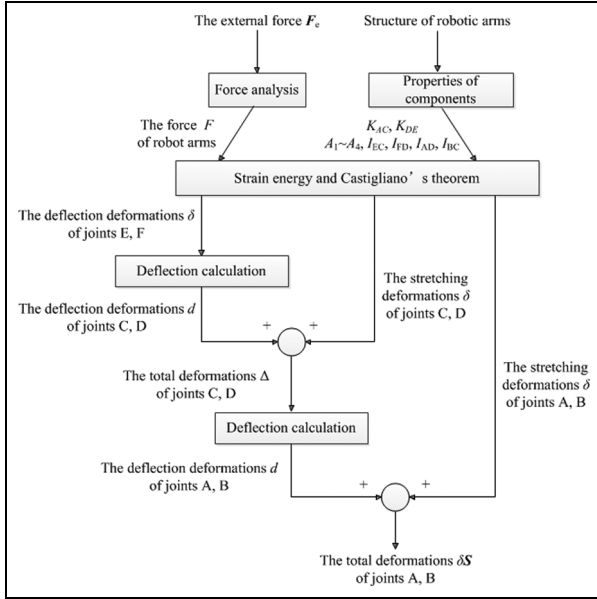 The external force Fe
Structure of robotic arms
Force analysis
Properties of
components
The force F
of robot arms
KAC, KDE
A1~A4, IEC, IFD, IAD, IBC
Strain energy and Castigliano’s theorem
The deflection deformations δ
of joints E, F
Deflection calculation
The stretching
deformations δ
of joints C, D
The deflection deformations d
of joints C, D
+
+
The stretching
deformations δ
of joints A, B
The total deformations Δ
of joints C, D
Deflection calculation
The deflection deformations d
of joints A, B
+
+
The total deformations δS
of joints A, B